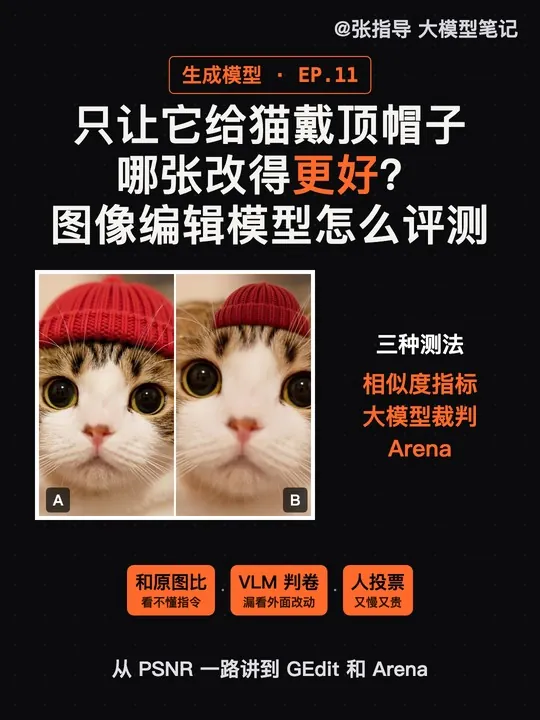 @张指导 大模型笔记
生成模型 · EP.11
只让它给猫戴顶帽子
哪张改得更好？
图像编辑模型怎么评测
A
B
三种测法
相似度指标
大模型裁判
Arena
和原图比
看不懂指令
VLM 判卷
漏看外面改动
人投票
又慢又贵
从 PSNR 一路讲到 GEdit 和 Arena